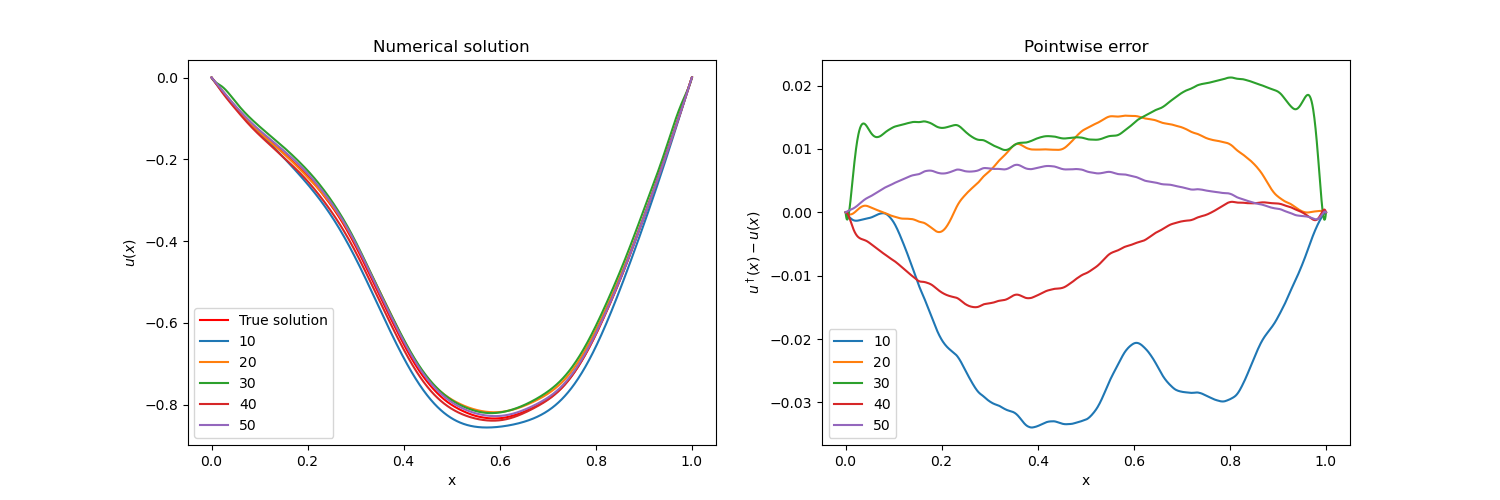 Numerical solution
u(x)
0.0
−0.2
−0.4
−0.6
−0.8
True solution
10
20
30
40
50
0.0 0.2 0.4 0.6 0.8 1.0
x
Pointwise error
u†(x) − u(x)
0.02
0.01
0.00
−0.01
−0.02
−0.03
10
20
30
40
50
0.0 0.2 0.4 0.6 0.8 1.0
x